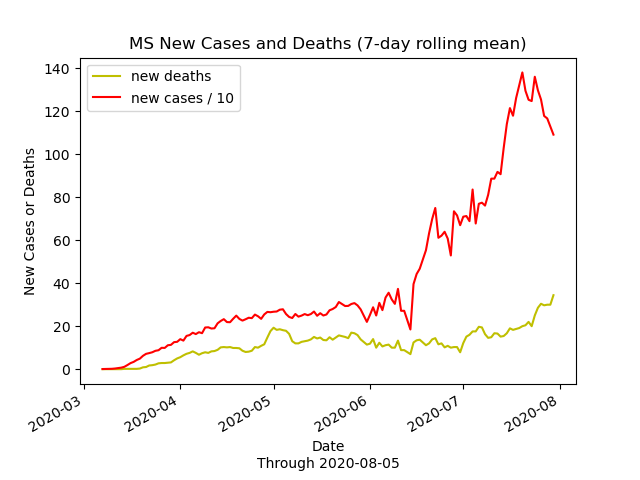 MS New Cases and Deaths (7-day rolling mean)
new deaths
new cases / 10
140
120
100
80
60
40
20
0
New Cases or Deaths
2020-03
2020-04
2020-05
2020-06
2020-07
2020-08
Date
Through 2020-08-05